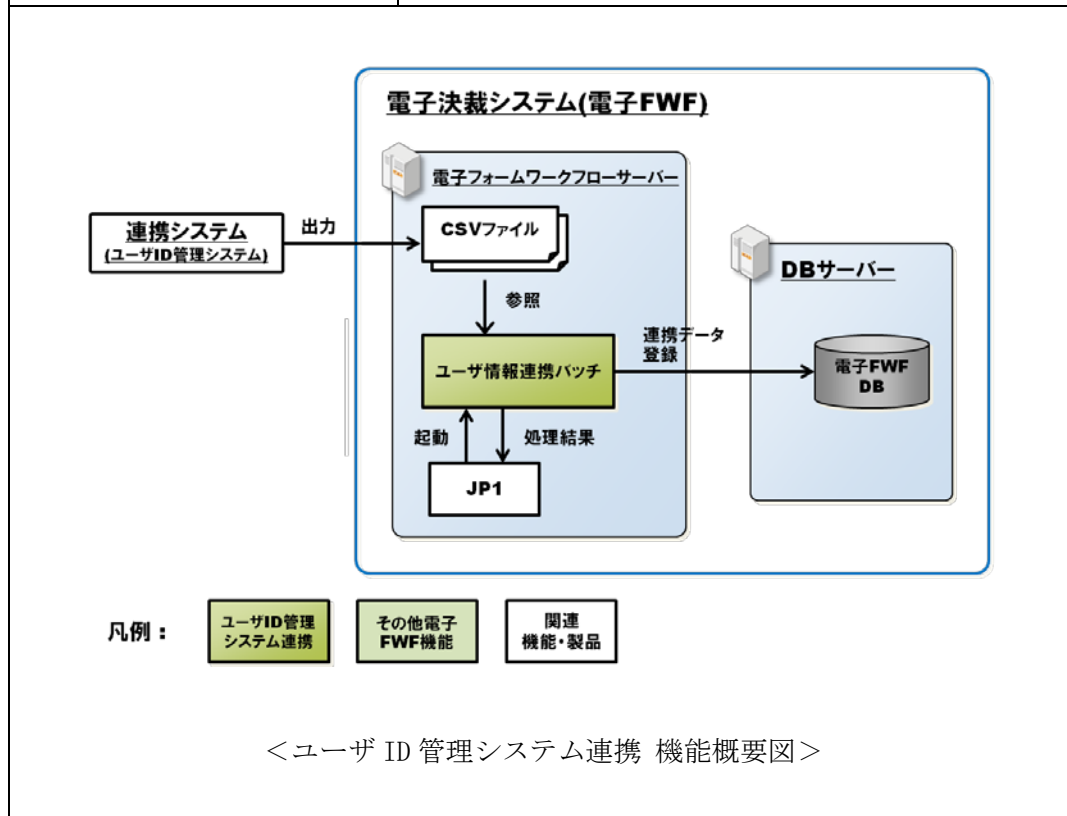 電子決裁システム(電子FWF)
電子フォームワークフローサーバー
連携システム
(ユーザID管理システム)
出力
CSVファイル
参照
DBサーバー
連携データ
登録
ユーザ情報連携バッチ
電子FWF
DB
起動
処理結果
JP1
凡例：
ユーザID管理
システム連携
その他電子
FWF機能
関連
機能・製品
＜ユーザ ID 管理システム連携 機能概要図＞